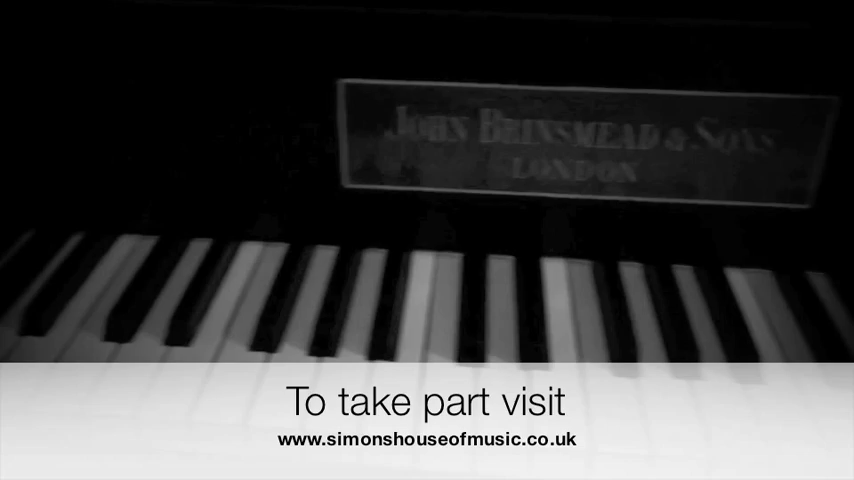 JOHN BRINSMEAD & SONS
LONDON
To take part visit
www.simonshouseofmusic.co.uk